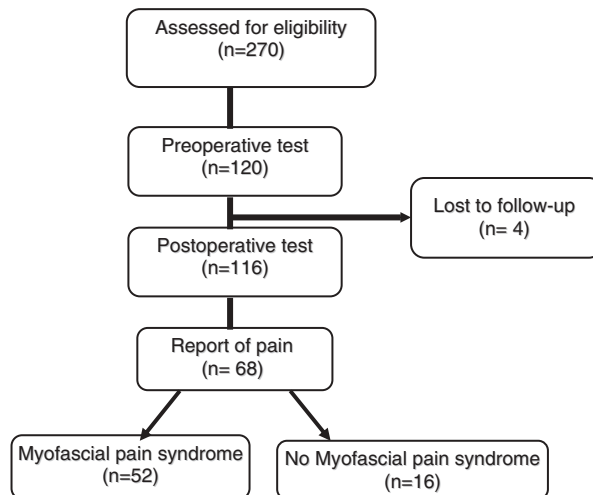 Assessed for eligibility
(n=270)
Preoperative test
(n=120)
Lost to follow-up
(n= 4)
Postoperative test
(n=116)
Report of pain
(n= 68)
Myofascial pain syndrome
(n=52)
No Myofascial pain syndrome
(n=16)